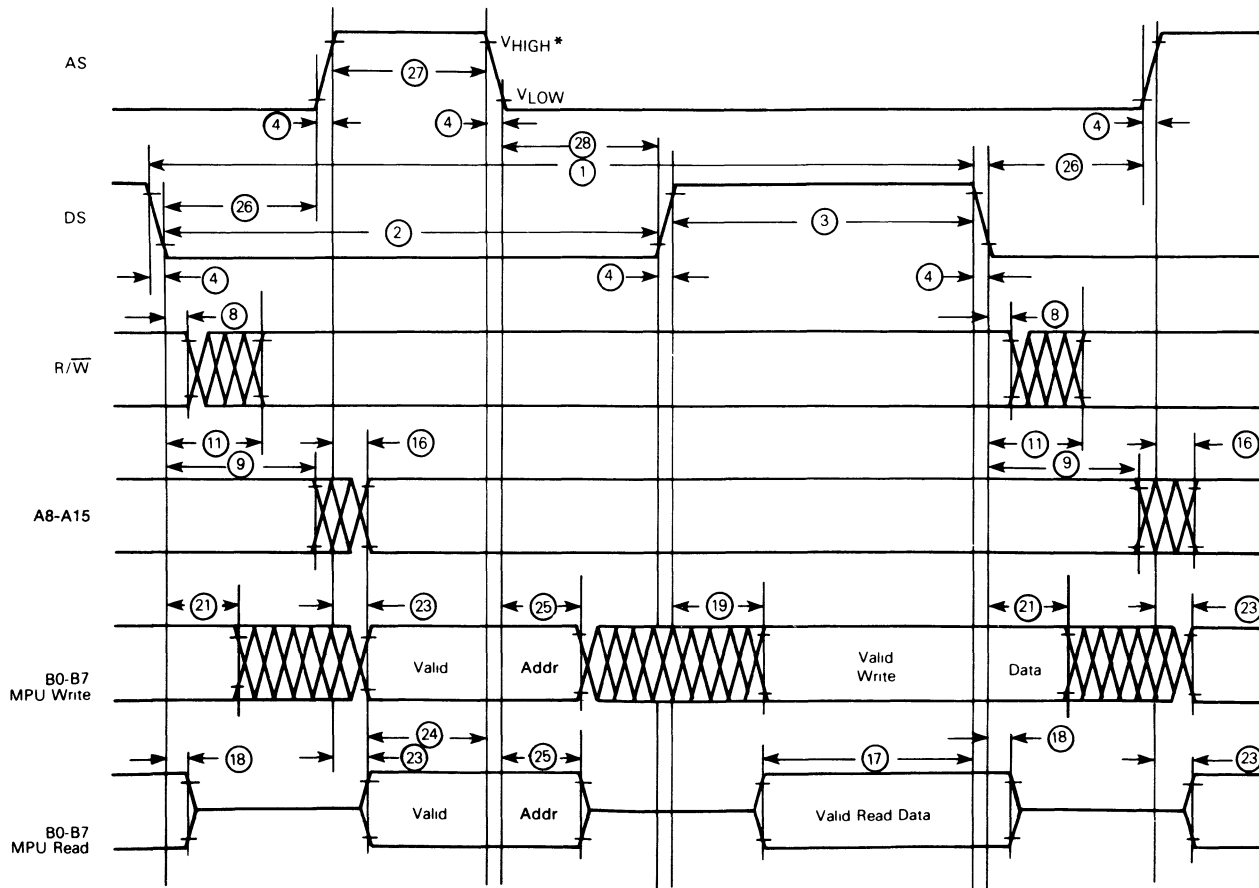 AS
V HIGH *
27
V LOW
4
4
4
28
1
26
DS
26
2
3
4
4
4
8
8
R/W̅
11
16
11
16
9
9
A8-A15
21
23
25
19
21
23
B0-B7
MPU Write
Valid
Addr
Valid
Write
Data
24
18
23
25
17
18
23
B0-B7
MPU Read
Valid
Addr
Valid Read Data